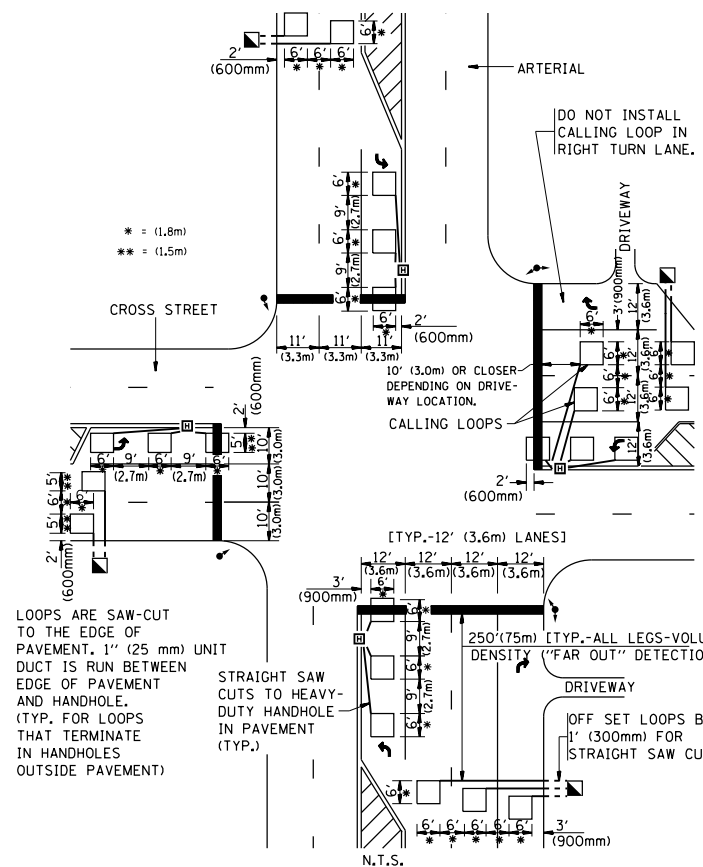 6'
6'
6'
6'
*
*
*
*
2'
(600mm)
ARTERIAL
DO NOT INSTALL
CALLING LOOP IN
RIGHT TURN LANE.
* = (1.8m)
** = (1.5m)
6'
*
9'
(2.7m)
6'
*
9'
(2.7m)
6'
*
H
6'
*
2'
(600mm)
11'
11'
11'
(3.3m)
(3.3m)
(3.3m)
CROSS STREET
DRIVEWAY
3'(900mm)
12'
(3.6m)
6'
*
12'
(3.6m)
12'
(3.6m)
12'
(3.6m)
6'
6'
6'
*
*
*
6'
6'
6'
*
*
*
10' (3.0m) OR CLOSER
DEPENDING ON DRIVE-
WAY LOCATION.
CALLING LOOPS
H
2'
(600mm)
2'
(600mm)
H
5'
**
10'
(3.0m)
10'
(3.0m)
10'
(3.0m)
6'
9'
6'
9'
6'
*
(2.7m)
*
(2.7m)
*
5'
**
6'
*
5'
**
6'
*
2'
(600mm)
[TYP.-12' (3.6m) LANES]
12'
12'
12'
12'
(3.6m)
(3.6m)
(3.6m)
(3.6m)
3'
(900mm)
6'
*
6'
*
9'
(2.7m)
6'
*
9'
(2.7m)
6'
*
H
250'(75m) [TYP.-ALL LEGS-VOLU
DENSITY ("FAR OUT" DETECTIO
DRIVEWAY
LOOPS ARE SAW-CUT
TO THE EDGE OF
PAVEMENT. 1" (25 mm) UNIT
DUCT IS RUN BETWEEN
EDGE OF PAVEMENT
AND HANDHOLE.
(TYP. FOR LOOPS
THAT TERMINATE
IN HANDHOLES
OUTSIDE PAVEMENT)
STRAIGHT SAW
CUTS TO HEAVY-
DUTY HANDHOLE
IN PAVEMENT
(TYP.)
OFF SET LOOPS B
1' (300mm) FOR
STRAIGHT SAW CU
6'
*
6'
6'
6'
6'
6'
*
*
*
*
*
3'
(900mm)
N.T.S.